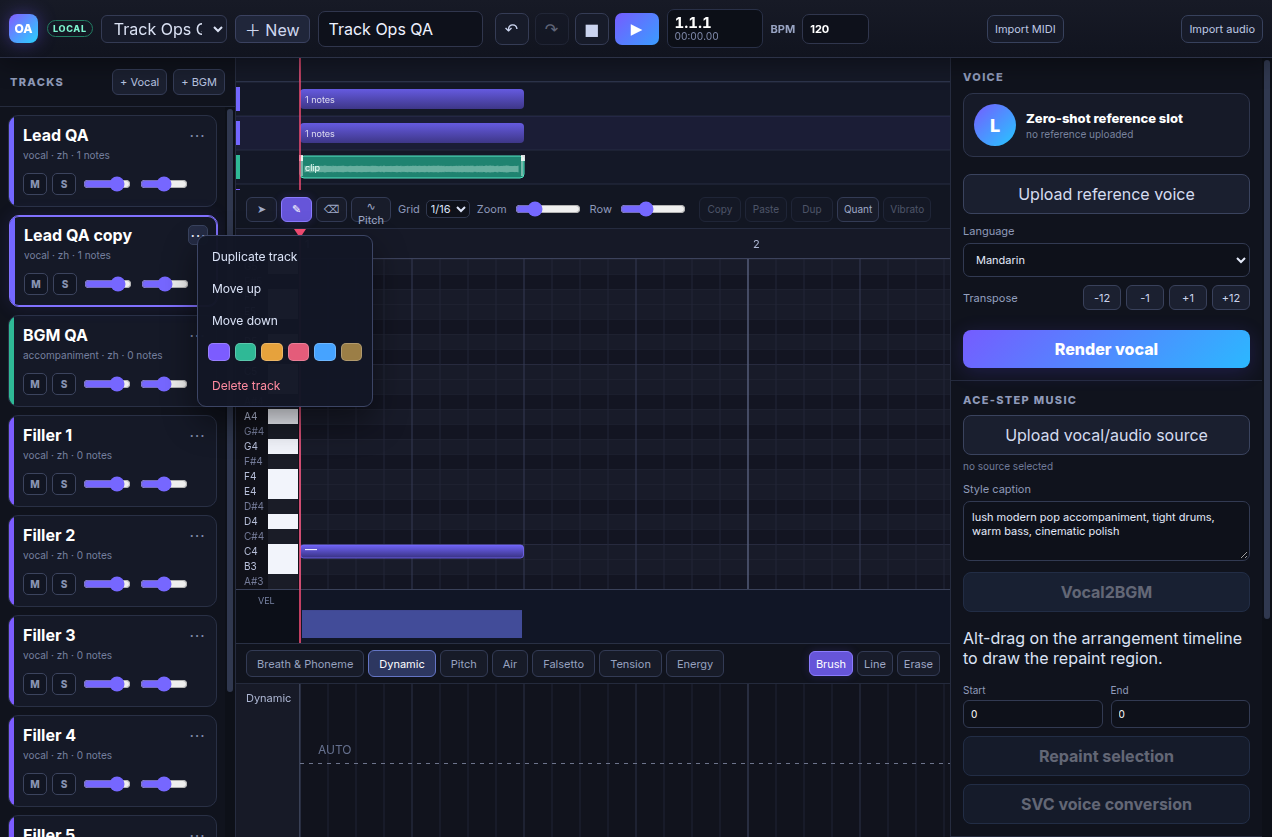 OA LOCAL Track Ops Q + New Track Ops QA 1.1.1 BPM 120 Import MIDI Import audio
00:00.00
TRACKS + Vocal + BGM
Lead QA
vocal · zh · 1 notes
M S
Lead QA copy
vocal · zh · 1 notes
M S
BGM QA
accompaniment · zh · 0 notes
M S
Filler 1
vocal · zh · 0 notes
M S
Filler 2
vocal · zh · 0 notes
M S
Filler 3
vocal · zh · 0 notes
M S
Filler 4
vocal · zh · 0 notes
M S
Filler 5
Duplicate track
Move up
Move down
Delete track
1 notes
1 notes
clip
Pitch Grid 1/16 Zoom Row Copy Paste Dup Quant Vibrato
2
A4
G#4
G4
F#4
F4
E4
D#4
D4
C#4
C4
B3
A#3
VEL
Breath & Phoneme Dynamic Pitch Air Falsetto Tension Energy Brush Line Erase
Dynamic
AUTO
VOICE
L Zero-shot reference slot
no reference uploaded
Upload reference voice
Language
Mandarin
Transpose -12 -1 +1 +12
Render vocal
ACE-STEP MUSIC
Upload vocal/audio source
no source selected
Style caption
lush modern pop accompaniment, tight drums,
warm bass, cinematic polish
Vocal2BGM
Alt-drag on the arrangement timeline
to draw the repaint region.
Start End
0 0
Repaint selection
SVC voice conversion